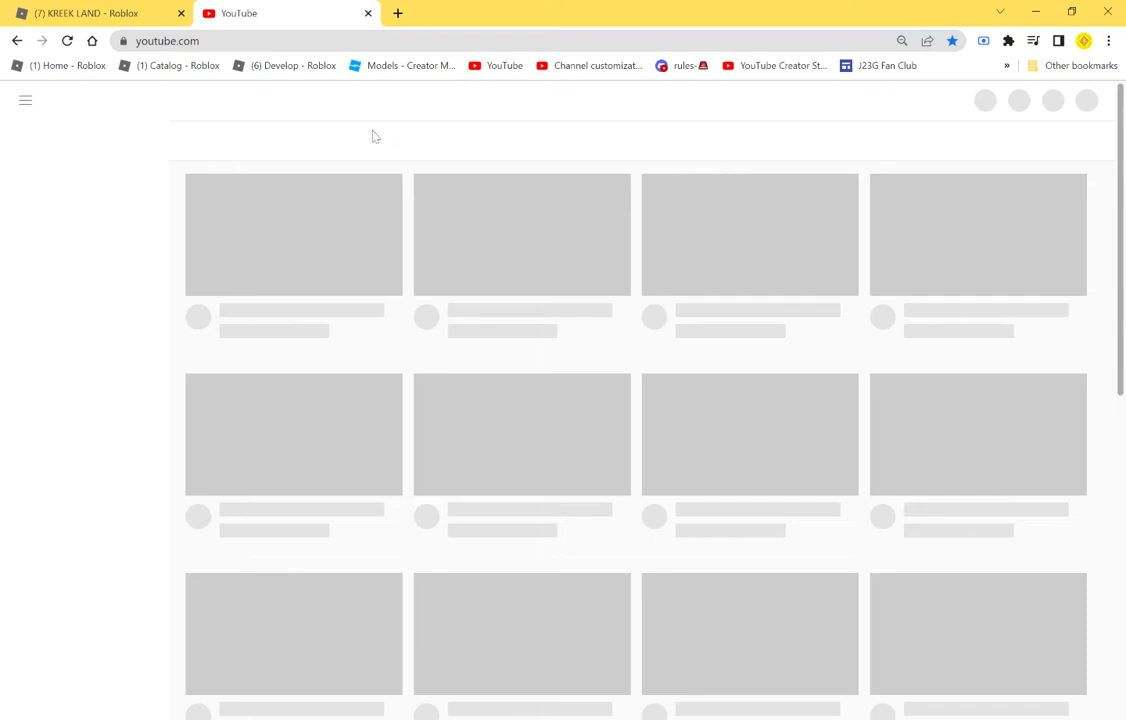 (7) KREEK LAND - Roblox
YouTube
youtube.com
(1) Home - Roblox
(1) Catalog - Roblox
(6) Develop - Roblox
Models - Creator M...
YouTube
Channel customizat...
rules-🚨
YouTube Creator St...
J23G Fan Club
»
Other bookmarks